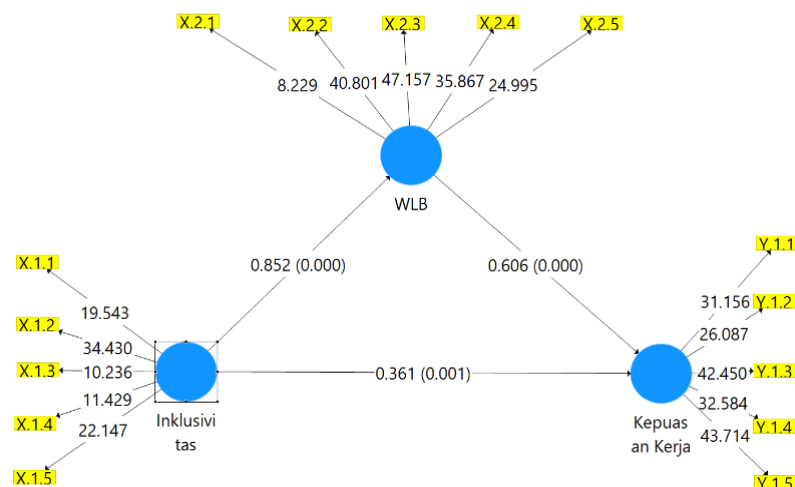 X.2.1
X.2.2
X.2.3
X.2.4
X.2.5
8.229
40.801
47.157
35.867
24.995
WLB
0.852 (0.000)
0.606 (0.000)
X.1.1
X.1.2
X.1.3
X.1.4
X.1.5
19.543
34.430
10.236
11.429
22.147
Inklusivi
tas
0.361 (0.001)
Y.1.1
Y.1.2
Y.1.3
Y.1.4
Y.1.5
31.156
26.087
42.450
32.584
43.714
Kepuas
an Kerja